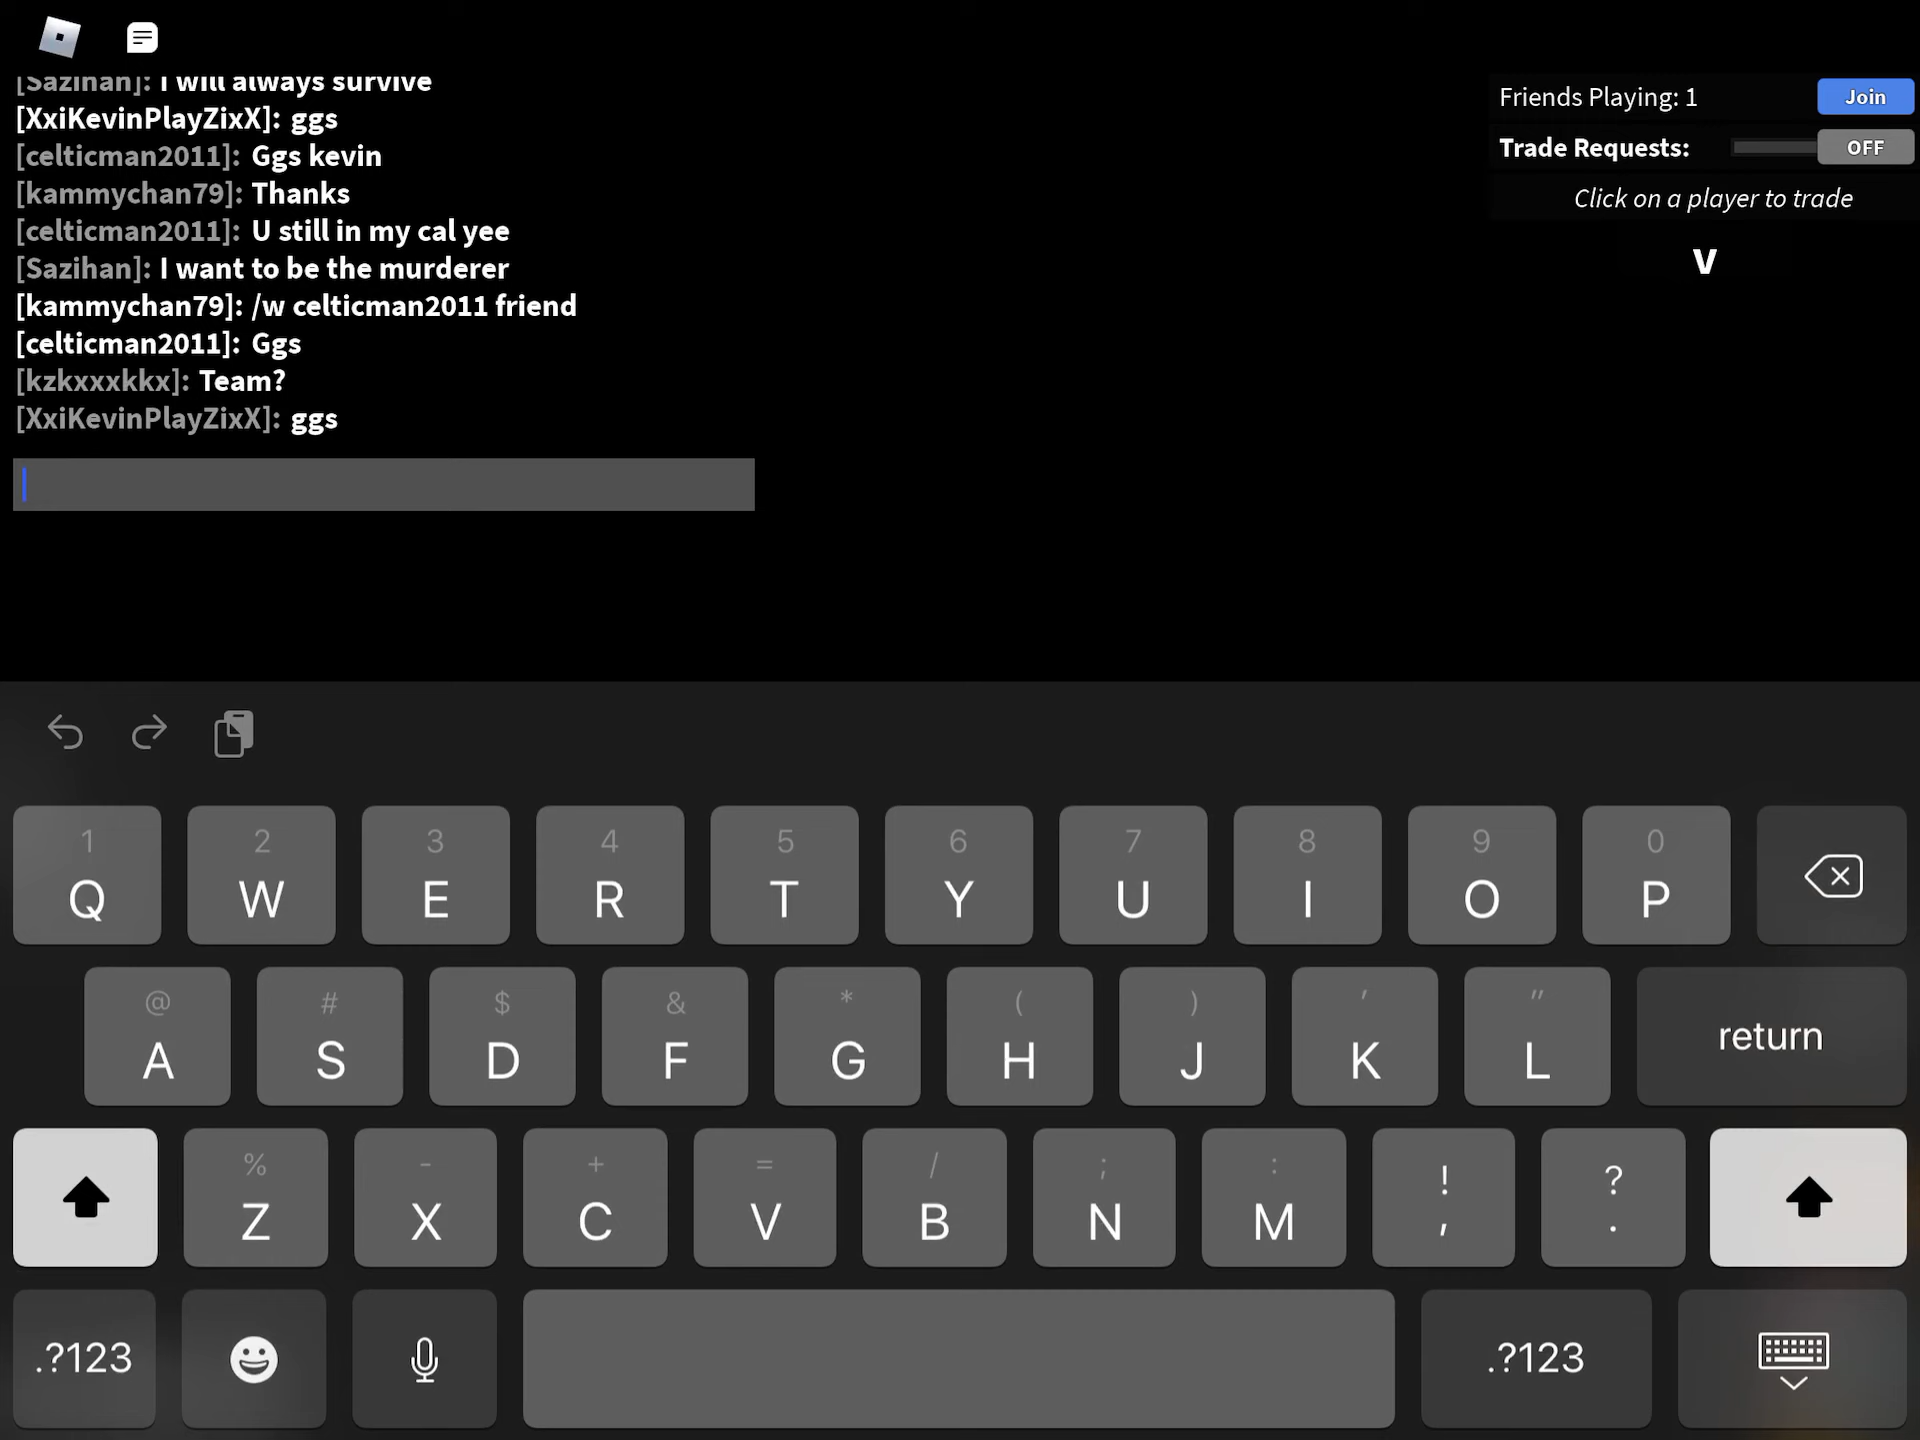 [Sazihan]: I will always survive
[XxiKevinPlayZixX]: ggs
[celticman2011]: Ggs kevin
[kammychan79]: Thanks
[celticman2011]: U still in my cal yee
[Sazihan]: I want to be the murderer
[kammychan79]: /w celticman2011 friend
[celticman2011]: Ggs
[kzkxxxkkx]: Team?
[XxiKevinPlayZixX]: ggs
Friends Playing: 1 Join
Trade Requests: OFF
Click on a player to trade
V
1 2 3 4 5 6 7 8 9 0
Q W E R T Y U I O P
@ # $ & * ( ) ' "
A S D F G H J K L return
% - + = / ; : ! ?
Z X C V B N M , .
.?123 .?123